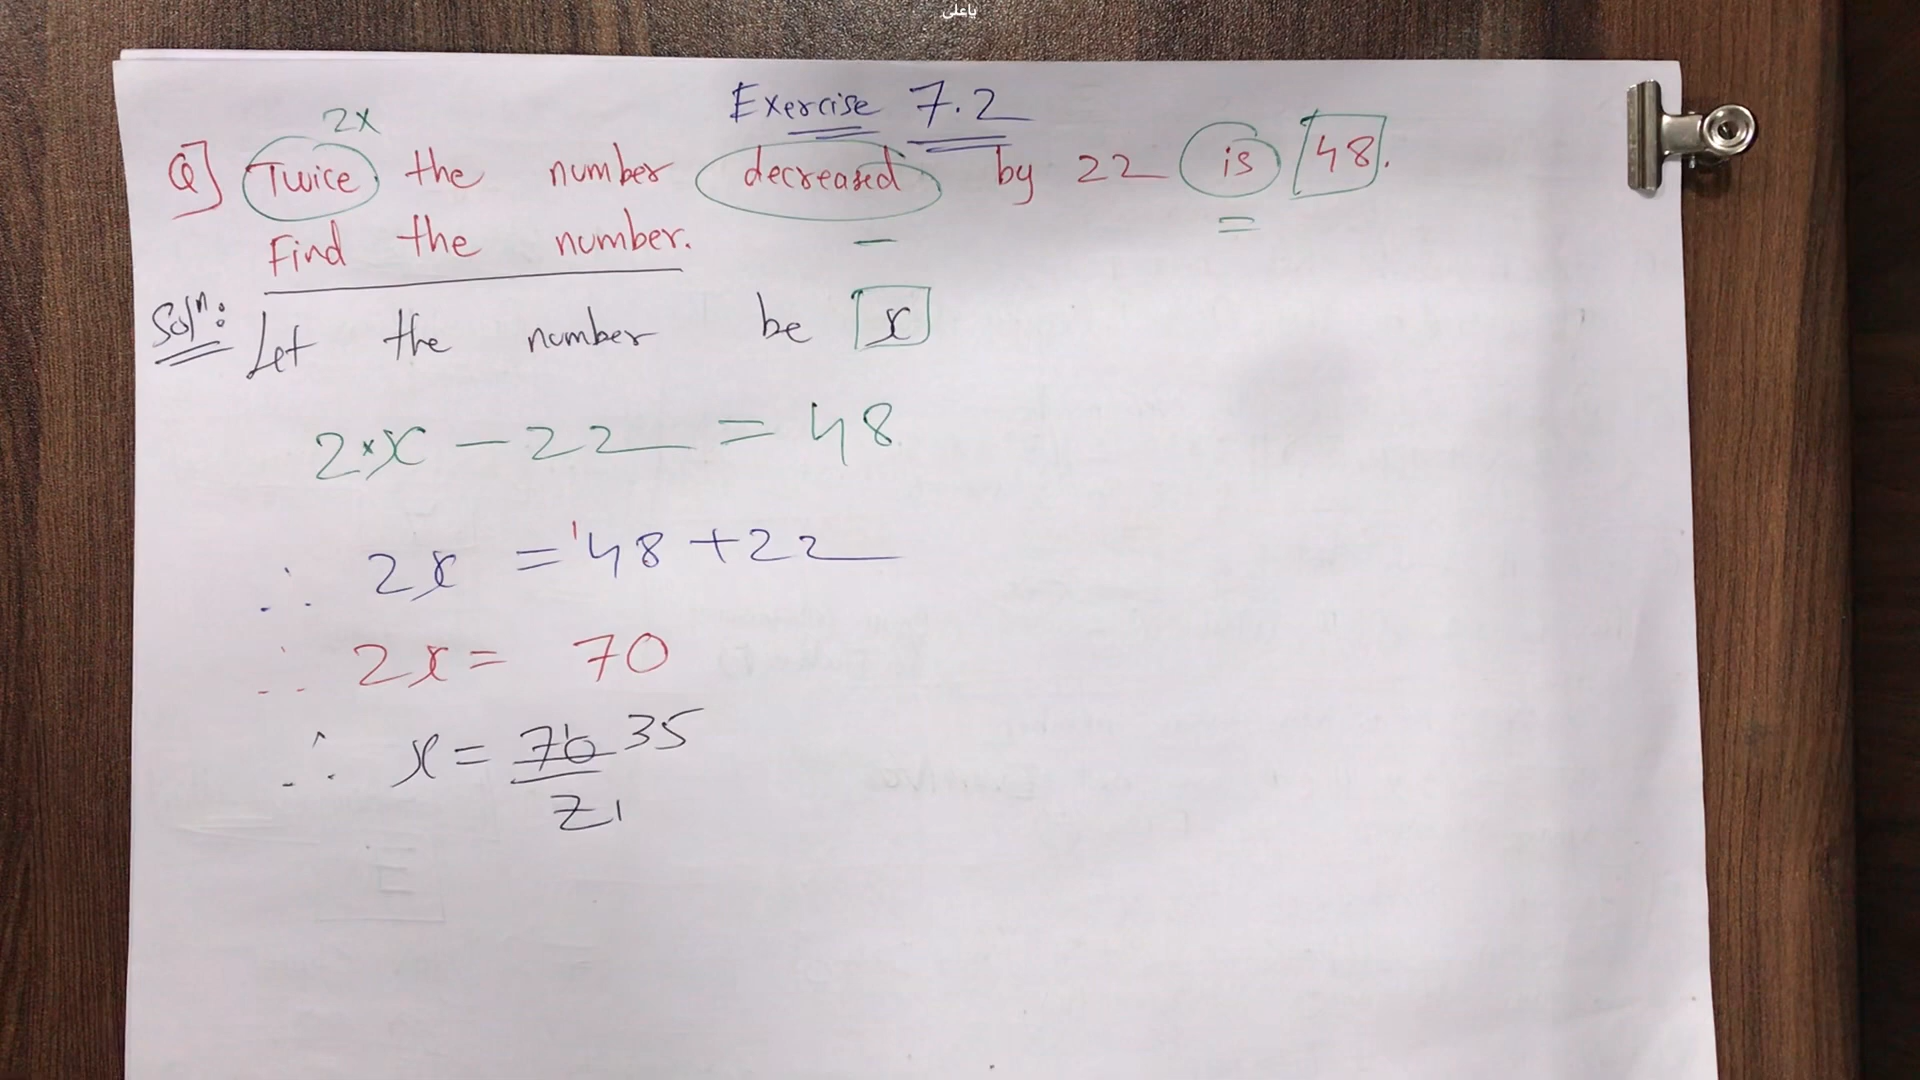 ياعلى
Exercise 7.2
2x
Q] Twice the number decreased by 22 is 48.
− =
Find the number.
Solⁿ: Let the number be x
2×x − 22 = 48
∴ 2x = 48 + 22
∴ 2x = 70
∴ x = 70 35
2 1